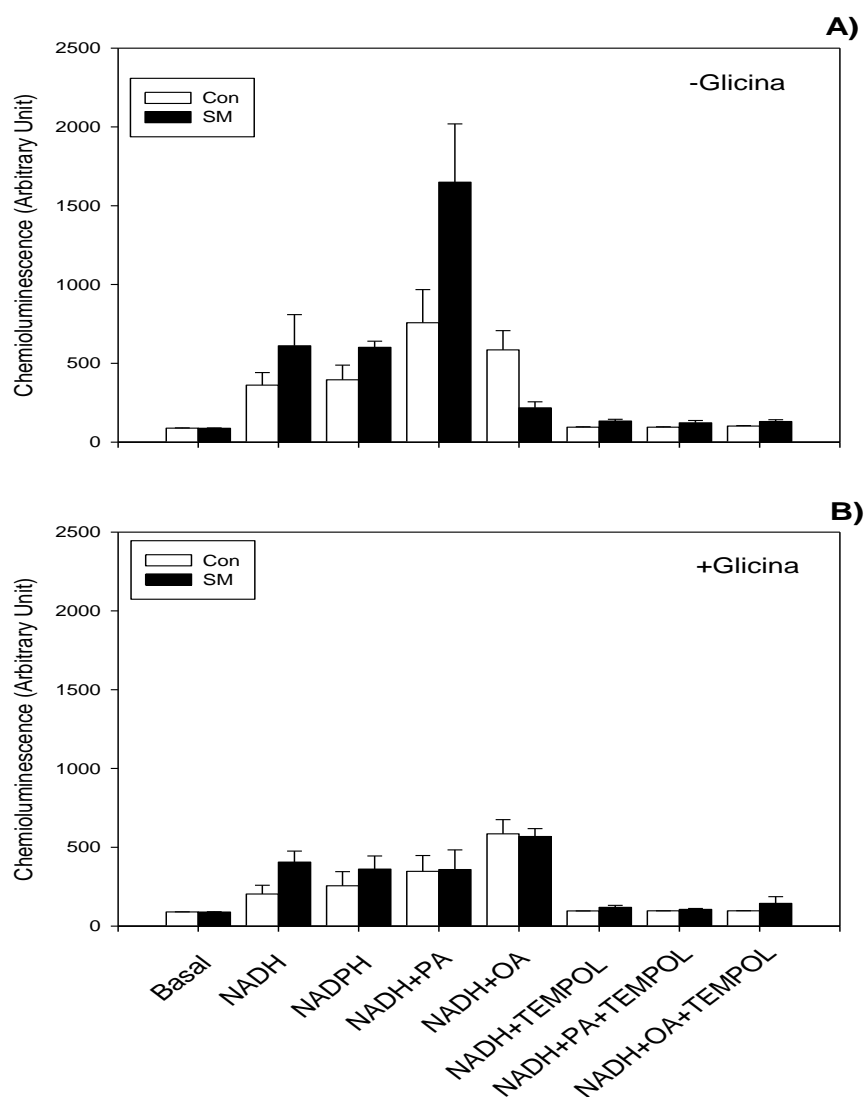 A)
2500
-Glicina
Con
SM
2000
1500
1000
500
0
Chemioluminescence (Arbitrary Unit)
B)
2500
+Glicina
Con
SM
2000
1500
1000
500
0
Chemioluminescence (Arbitrary Unit)
Basal
NADH
NADPH
NADH+PA
NADH+OA
NADH+TEMPOL
NADH+PA+TEMPOL
NADH+OA+TEMPOL